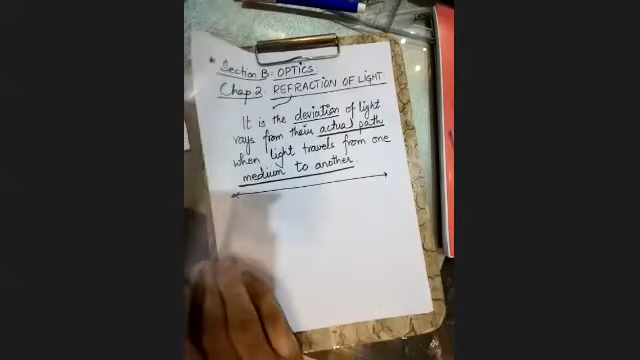 * Section B: OPTICS.
Chap.2 REFRACTION OF LIGHT:
It is the deviation of light
rays from their actual path
when light travels from one
medium to another.